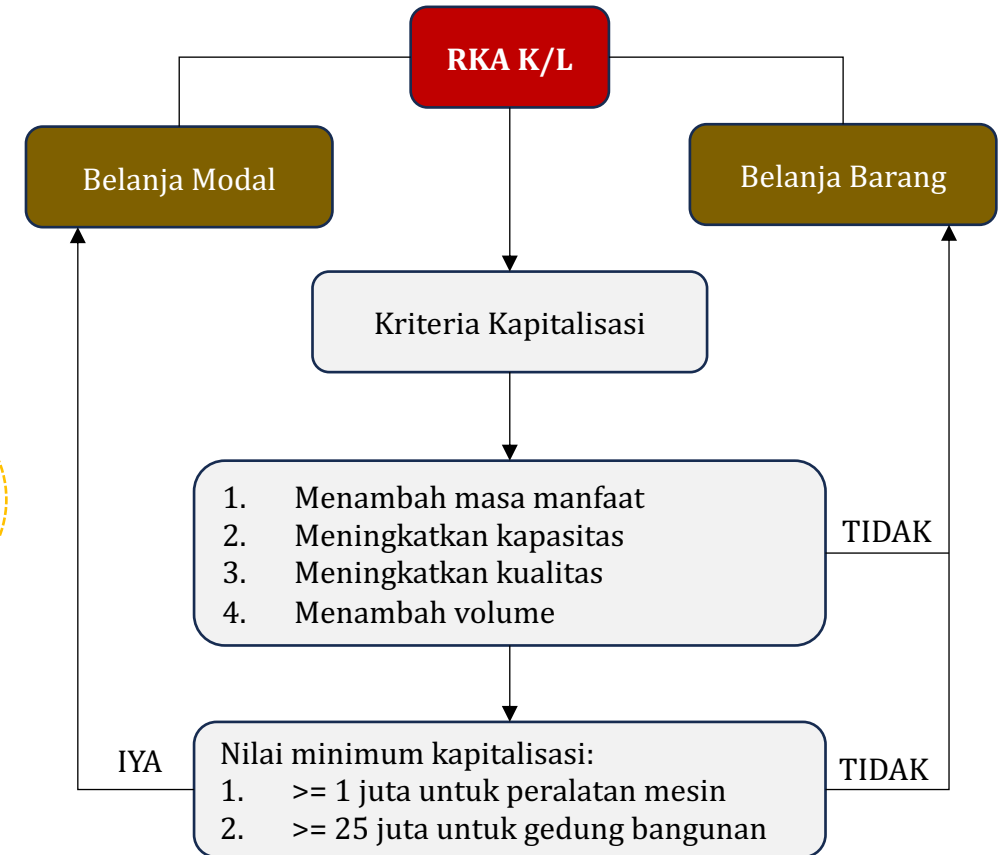 RKA K/L
Belanja Modal
Belanja Barang
Kriteria Kapitalisasi
1. Menambah masa manfaat
2. Meningkatkan kapasitas
3. Meningkatkan kualitas
4. Menambah volume
TIDAK
IYA
Nilai minimum kapitalisasi:
1. >= 1 juta untuk peralatan mesin
2. >= 25 juta untuk gedung bangunan
TIDAK